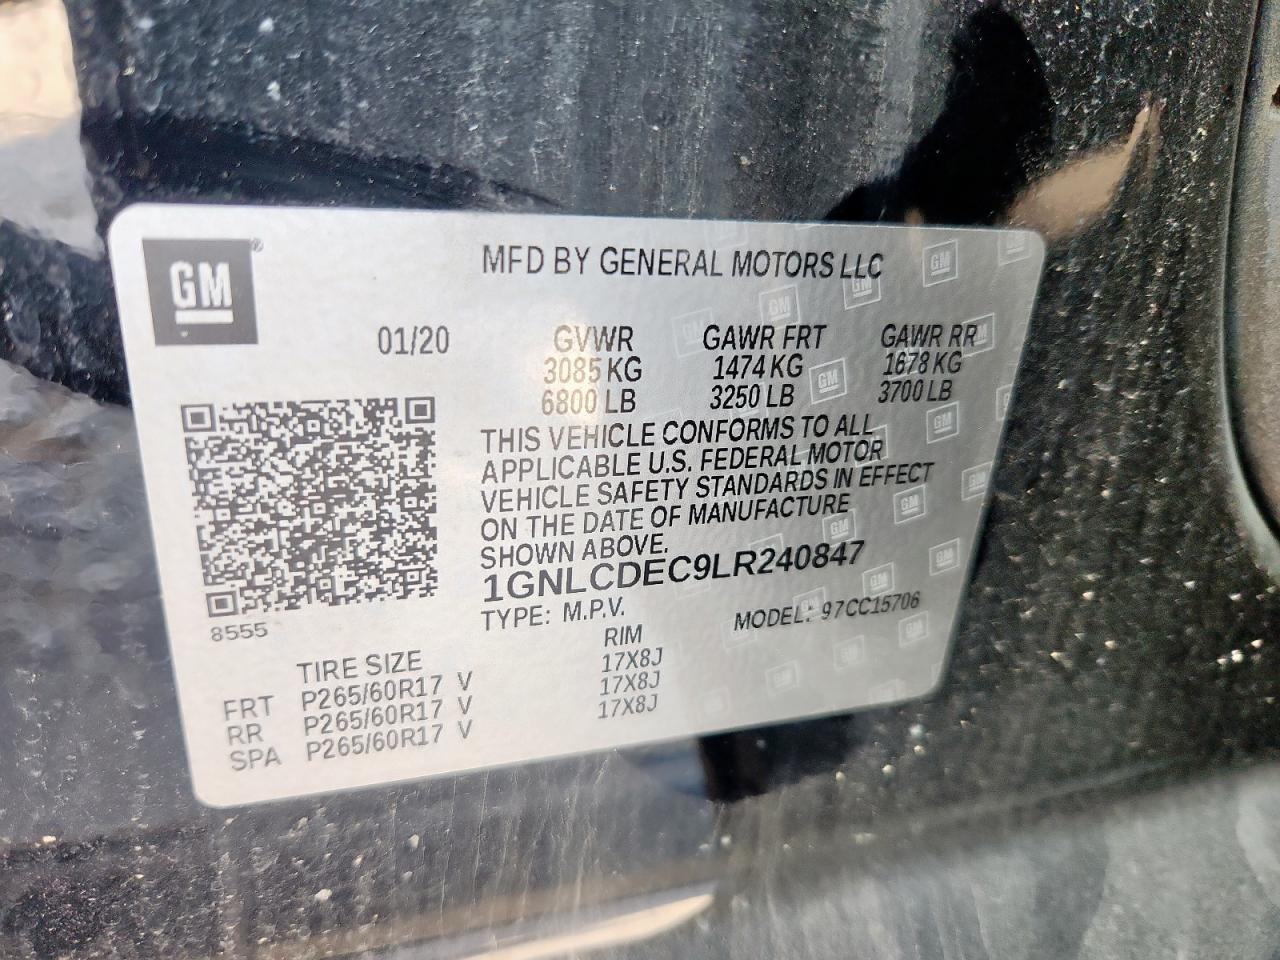 GM
MFD BY GENERAL MOTORS LLC
01/20 GVWR GAWR FRT GAWR RR
3085 KG 1474 KG 1678 KG
6800 LB 3250 LB 3700 LB
THIS VEHICLE CONFORMS TO ALL
APPLICABLE U.S. FEDERAL MOTOR
VEHICLE SAFETY STANDARDS IN EFFECT
ON THE DATE OF MANUFACTURE
SHOWN ABOVE.
1GNLCDEC9LR240847
TYPE: M.P.V. MODEL: 97CC15706
8555
TIRE SIZE RIM
FRT P265/60R17 V 17X8J
RR P265/60R17 V 17X8J
SPA P265/60R17 V 17X8J